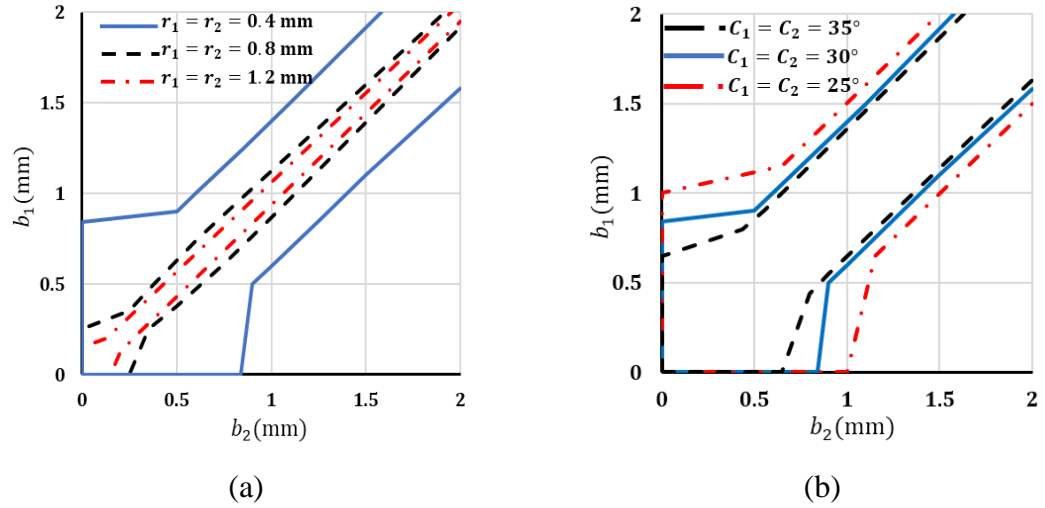 2
1.5
1
0.5
0
0
0.5
1
1.5
2
b₁(mm)
b₂(mm)
r₁ = r₂ = 0.4 mm
r₁ = r₂ = 0.8 mm
r₁ = r₂ = 1.2 mm
(a)
2
1.5
1
0.5
0
0
0.5
1
1.5
2
b₁(mm)
b₂(mm)
C₁ = C₂ = 35°
C₁ = C₂ = 30°
C₁ = C₂ = 25°
(b)